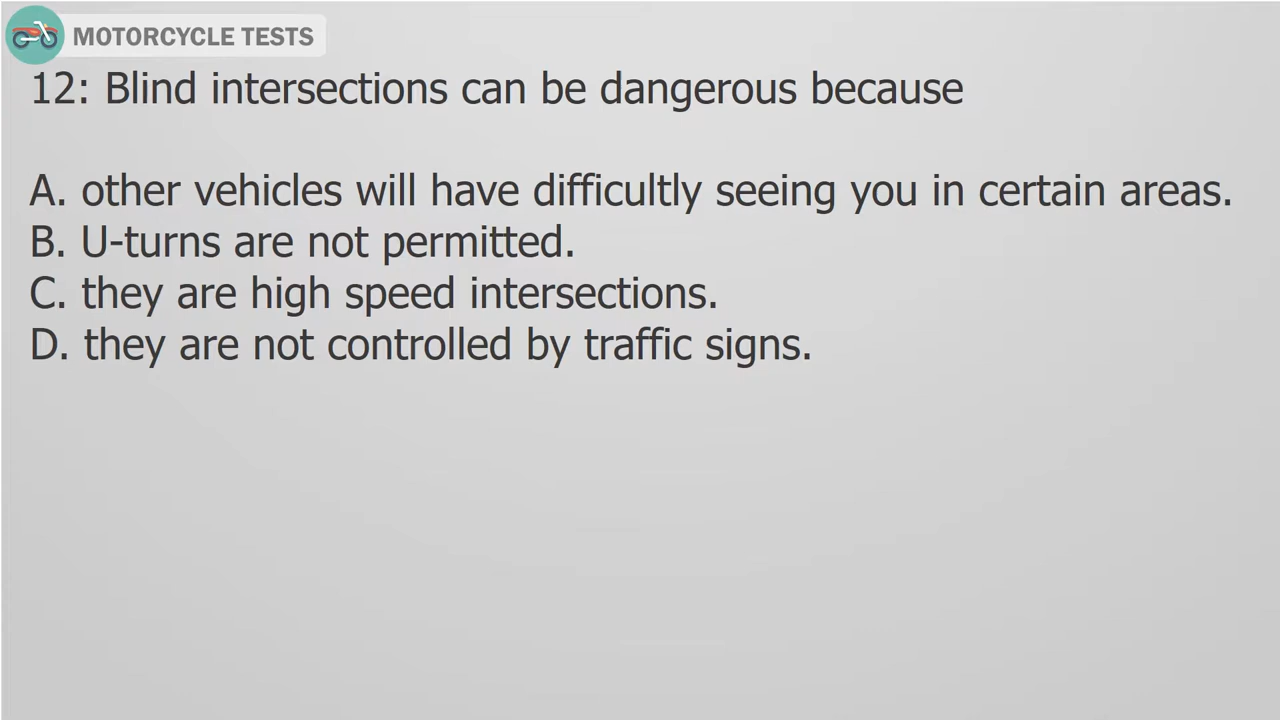 MOTORCYCLE TESTS
12: Blind intersections can be dangerous because
A. other vehicles will have difficultly seeing you in certain areas.
B. U-turns are not permitted.
C. they are high speed intersections.
D. they are not controlled by traffic signs.